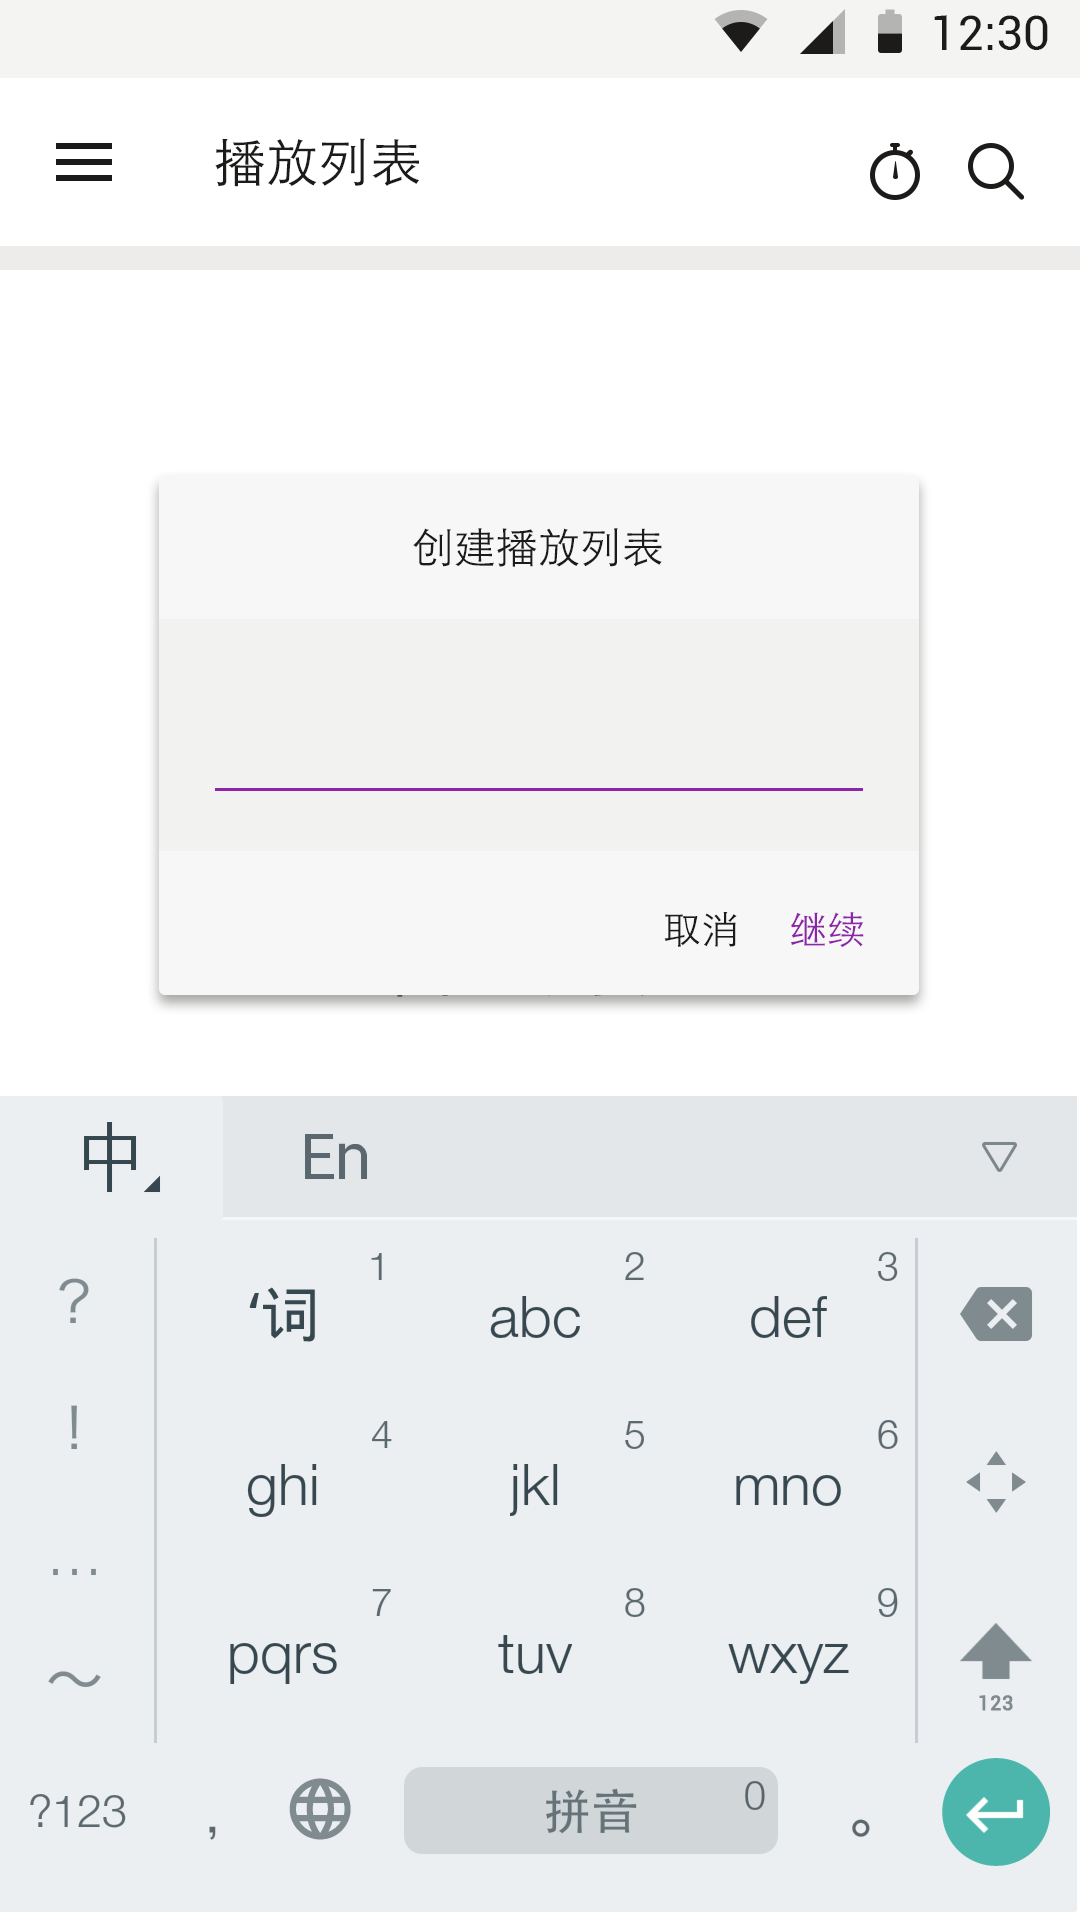 12:30
播放列表
创建播放列表
取消 继续
中 En
? ‘词 1 abc 2 def 3
! ghi 4 jkl 5 mno 6
… pqrs 7 tuv 8 wxyz 9
～ 123
?123 , 拼音 0 。